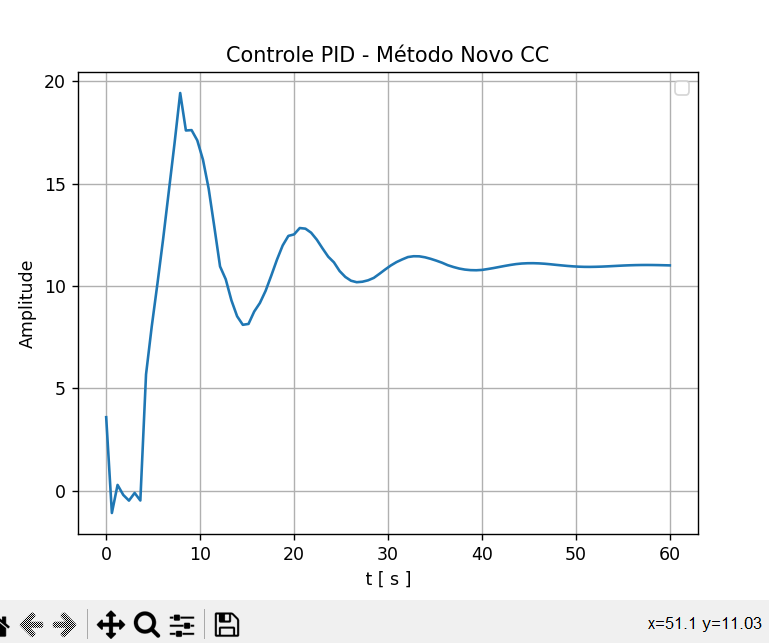 Controle PID - Método Novo CC
20
15
10
5
0
Amplitude
0 10 20 30 40 50 60
t [ s ]
x=51.1 y=11.03